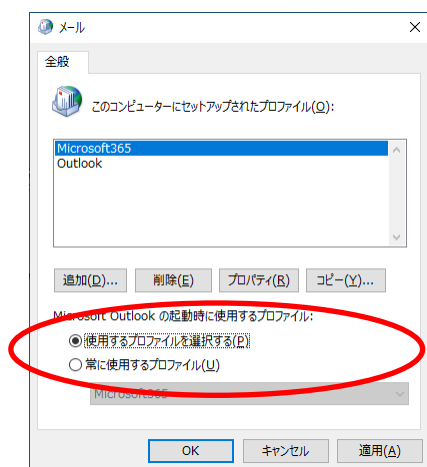 メール
全般
このコンピューターにセットアップされたプロファイル(O):
Microsoft365
Outlook
追加(D)... 削除(E) プロパティ(R) コピー(Y)...
Microsoft Outlook の起動時に使用するプロファイル:
使用するプロファイルを選択する(P)
常に使用するプロファイル(U)
Microsoft365
OK キャンセル 適用(A)